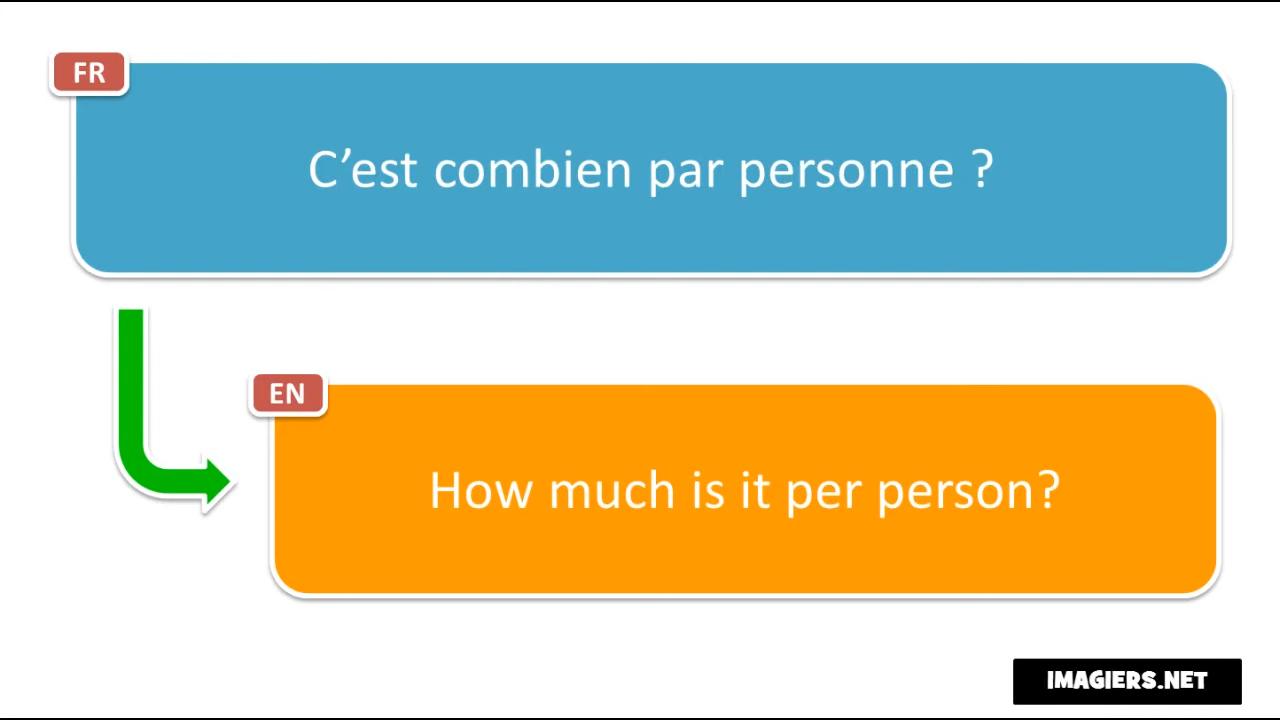 FR
C’est combien par personne ?
EN
How much is it per person?
IMAGIERS.NET